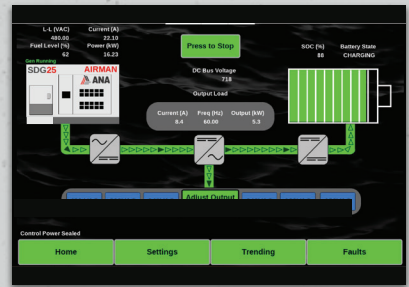 L-L (VAC) Current (A)
480.00 22.10
Fuel Level (%) Power (kW)
62 16.23
Gen Running
SDG25 AIRMAN
ANA
Press to Stop
DC Bus Voltage
718
Output Load
Current (A) Freq (Hz) Output (kW)
8.4 60.00 5.3
SOC (%) Battery State
88 CHARGING
Adjust Output
Control Power Sealed
Home Settings Trending Faults